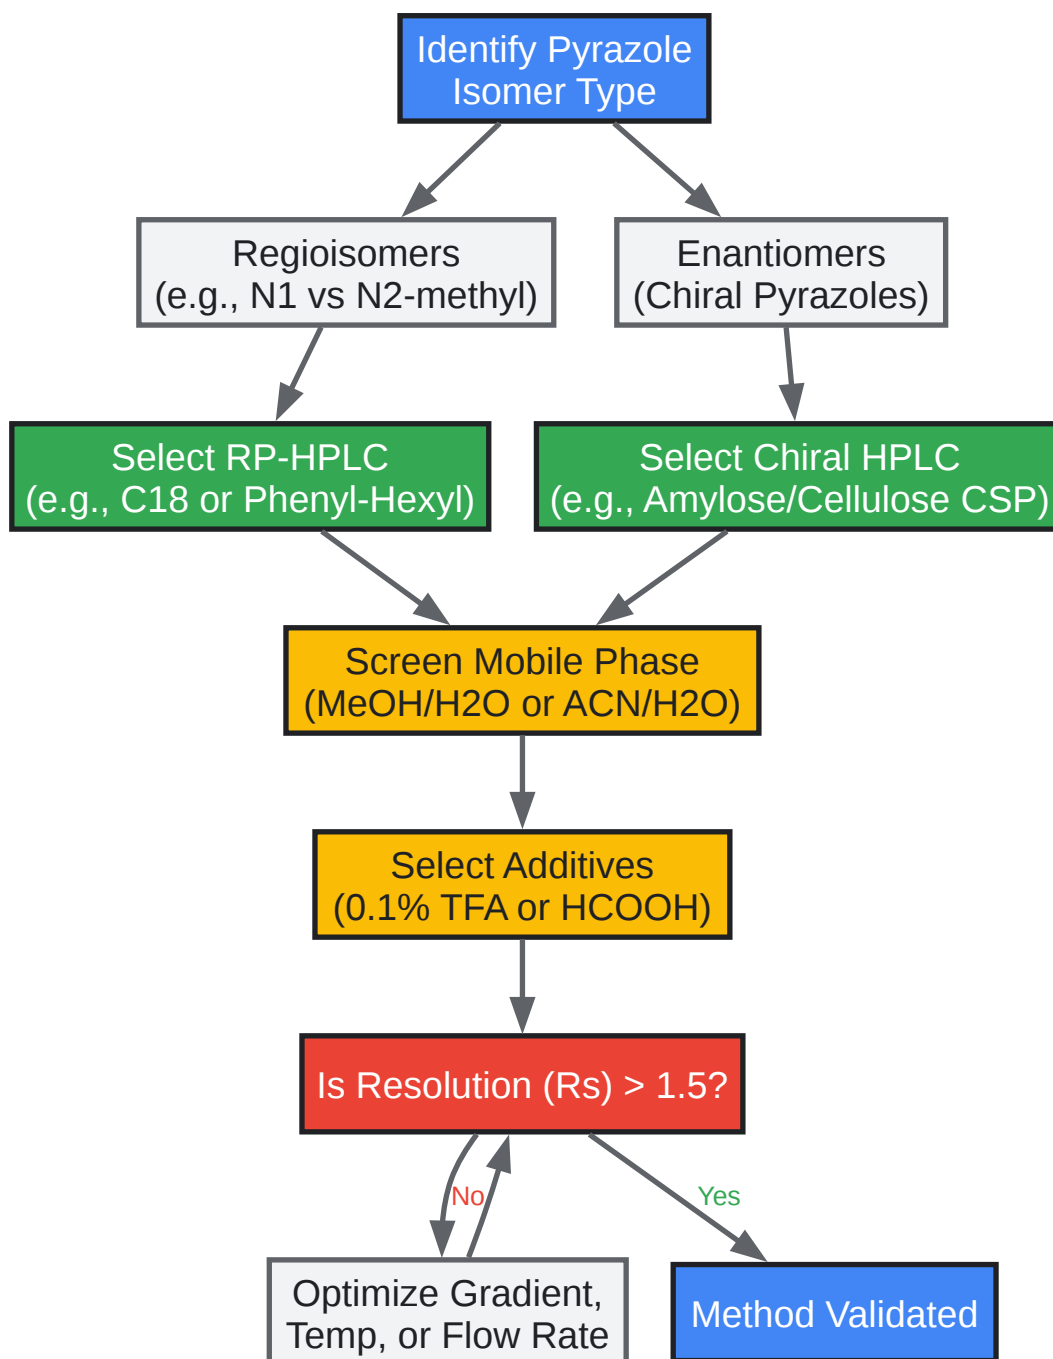 Identify Pyrazole
Isomer Type
Regioisomers
(e.g., N1 vs N2-methyl)
Enantiomers
(Chiral Pyrazoles)
Select RP-HPLC
(e.g., C18 or Phenyl-Hexyl)
Select Chiral HPLC
(e.g., Amylose/Cellulose CSP)
Screen Mobile Phase
(MeOH/H2O or ACN/H2O)
Select Additives
(0.1% TFA or HCOOH)
Is Resolution (Rs) > 1.5?
No
Yes
Optimize Gradient,
Temp, or Flow Rate
Method Validated